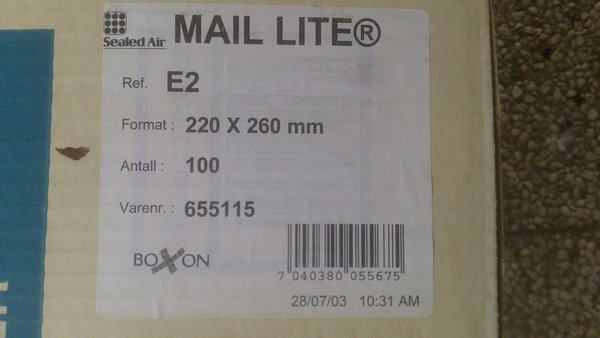 Sealed Air
MAIL LITE®
Ref. E2
Format : 220 X 260 mm
Antall : 100
Varenr. : 655115
BOXON
7 040380 055675
28/07/03 10:31 AM